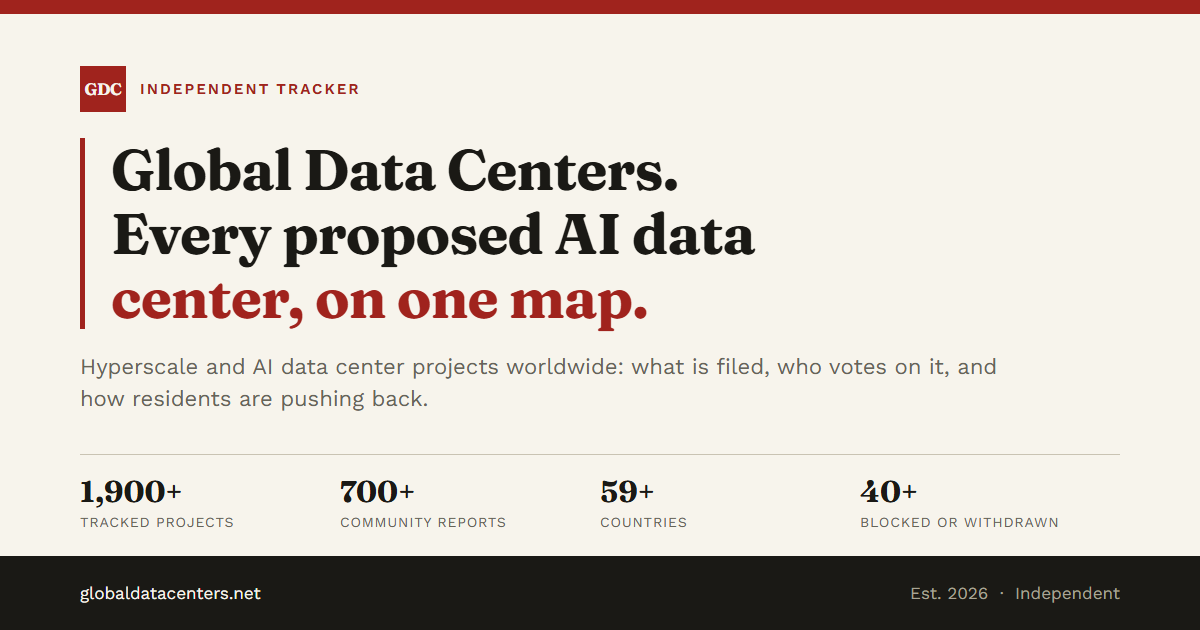 GDC
INDEPENDENT TRACKER
Global Data Centers.
Every proposed AI data
center, on one map.
Hyperscale and AI data center projects worldwide: what is filed, who votes on it, and
how residents are pushing back.
1,900+
TRACKED PROJECTS
700+
COMMUNITY REPORTS
59+
COUNTRIES
40+
BLOCKED OR WITHDRAWN
globaldatacenters.net
Est. 2026 · Independent